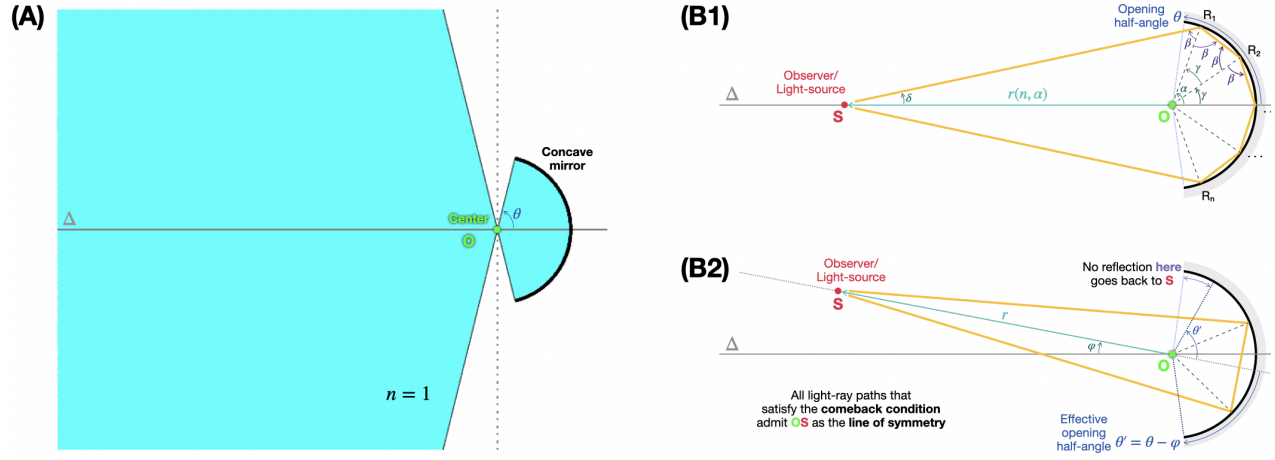 (A)
Concave
mirror
Δ
Center
O
θ
n = 1
(B1)
Opening
half-angle
θ
R1
R2
β
β
β
β
γ
α
γ
Observer/
Light-source
Δ
S
δ
r(n, α)
O
...
...
Rn
(B2)
Observer/
Light-source
S
No reflection here
goes back to S
r
θ'
Δ
φ
O
All light-ray paths that
satisfy the comeback condition
admit OS as the line of symmetry
Effective
opening
half-angle
θ' = θ − φ